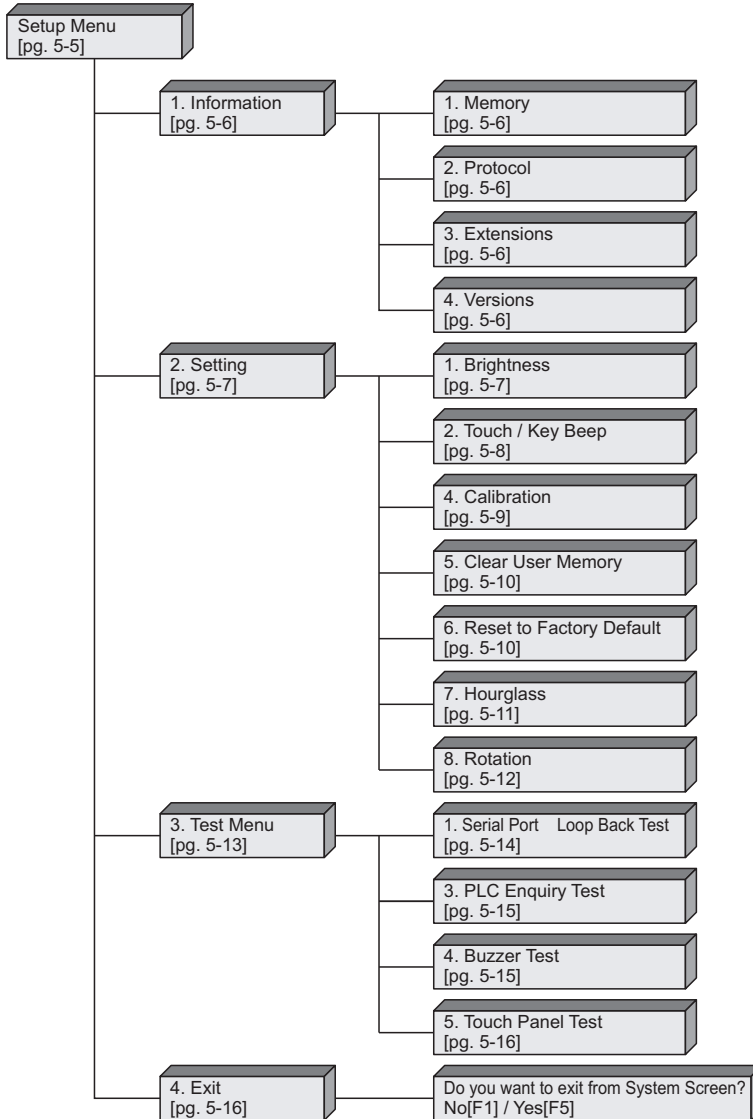 Setup Menu
[pg. 5-5]
1. Information
[pg. 5-6]
1. Memory
[pg. 5-6]
2. Protocol
[pg. 5-6]
3. Extensions
[pg. 5-6]
4. Versions
[pg. 5-6]
2. Setting
[pg. 5-7]
1. Brightness
[pg. 5-7]
2. Touch / Key Beep
[pg. 5-8]
4. Calibration
[pg. 5-9]
5. Clear User Memory
[pg. 5-10]
6. Reset to Factory Default
[pg. 5-10]
7. Hourglass
[pg. 5-11]
8. Rotation
[pg. 5-12]
3. Test Menu
[pg. 5-13]
1. Serial Port Loop Back Test
[pg. 5-14]
3. PLC Enquiry Test
[pg. 5-15]
4. Buzzer Test
[pg. 5-15]
5. Touch Panel Test
[pg. 5-16]
4. Exit
[pg. 5-16]
Do you want to exit from System Screen?
No[F1] / Yes[F5]